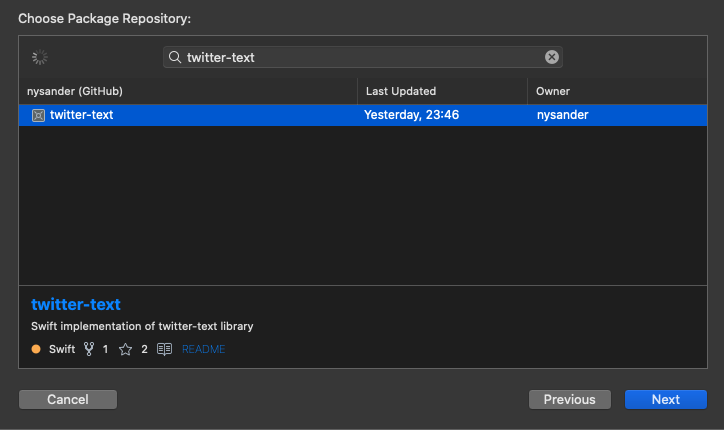 Choose Package Repository:
twitter-text
nysander (GitHub) Last Updated Owner
twitter-text Yesterday, 23:46 nysander
twitter-text
Swift implementation of twitter-text library
Swift 1 2 README
Cancel Previous Next